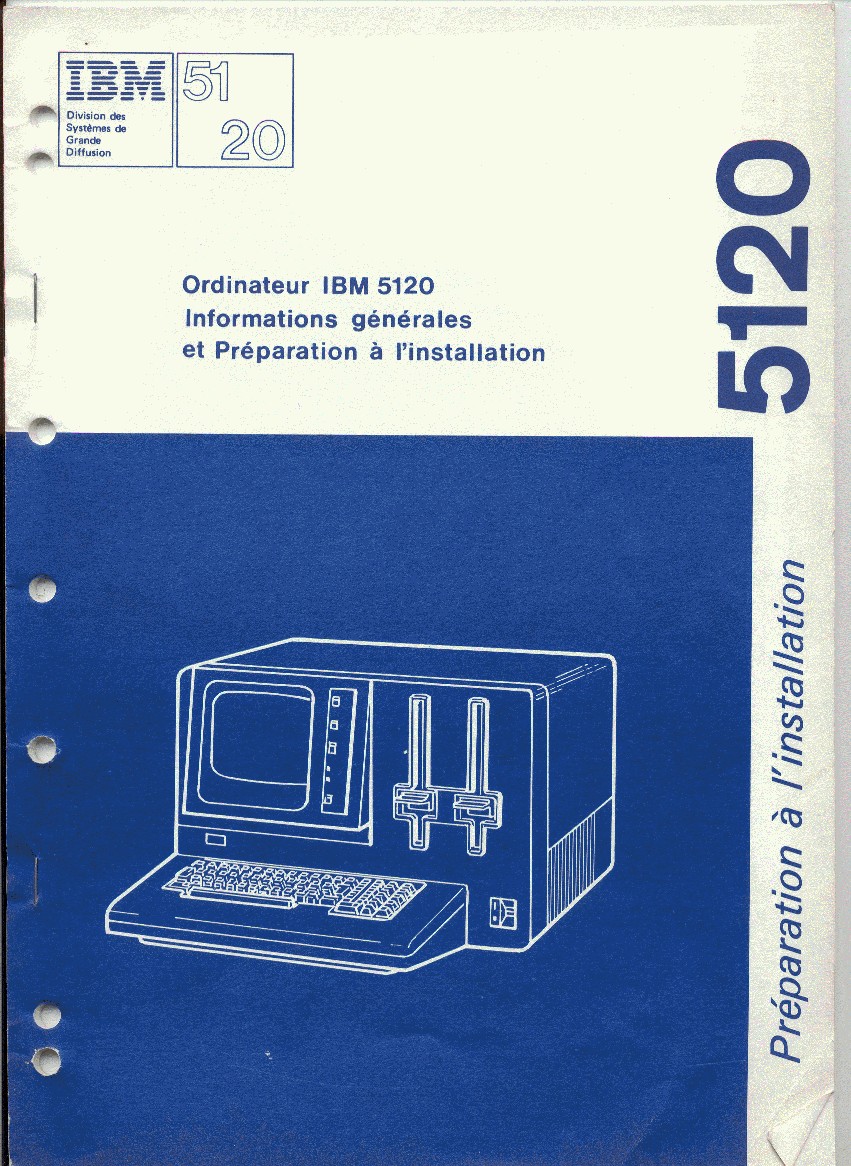 IBM
Division des
Systèmes de
Grande
Diffusion
51
20
Ordinateur IBM 5120
Informations générales
et Préparation à l'installation
5120
Préparation à l'installation